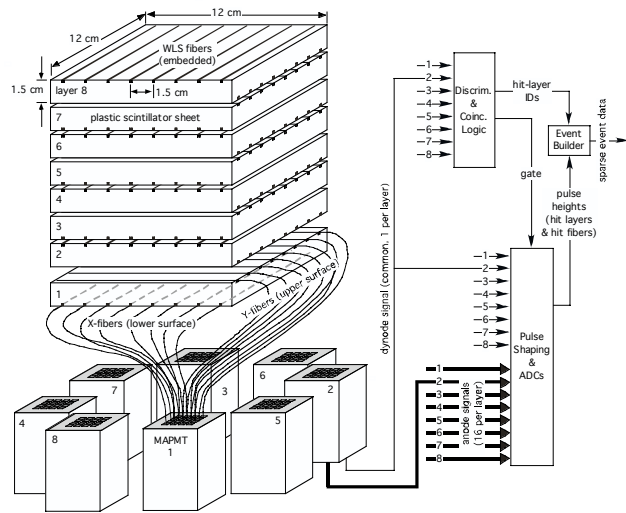 12 cm
12 cm
WLS fibers
(embedded)
layer 8
1.5 cm
1.5 cm
7
plastic scintillator sheet
6
5
4
3
2
1
X-fibers (lower surface)
Y-fibers (upper surface)
7
3
6
2
4
8
MAPMT
1
5
dynode signal (common, 1 per layer)
1
2
3
4
5
6
7
8
Discrim.
&
Coinc.
Logic
hit-layer
IDs
gate
Event
Builder
sparse event data
pulse
heights
(hit layers
& hit fibers)
1
2
3
4
5
6
7
8
Pulse
Shaping
&
ADCs
1
2
3
4
5
6
7
8
anode signals
(16 per layer)